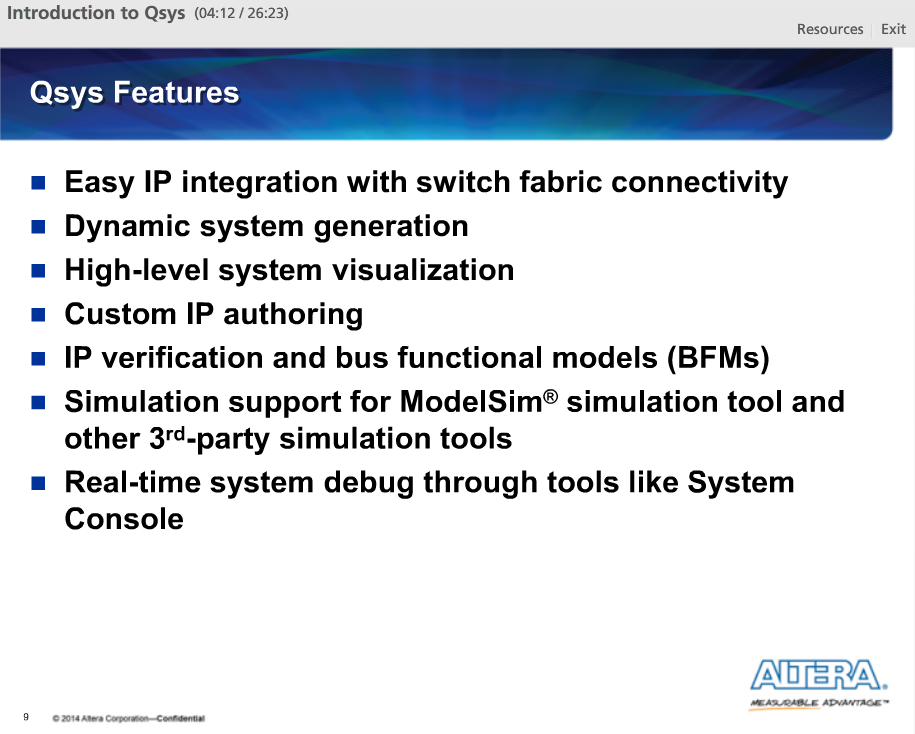 Introduction to Qsys (04:12 / 26:23)
Resources Exit
Qsys Features
Easy IP integration with switch fabric connectivity
Dynamic system generation
High-level system visualization
Custom IP authoring
IP verification and bus functional models (BFMs)
Simulation support for ModelSim® simulation tool and
other 3rd-party simulation tools
Real-time system debug through tools like System
Console
ALTERA®
MEASURABLE ADVANTAGE™
9 © 2014 Altera Corporation—Confidential